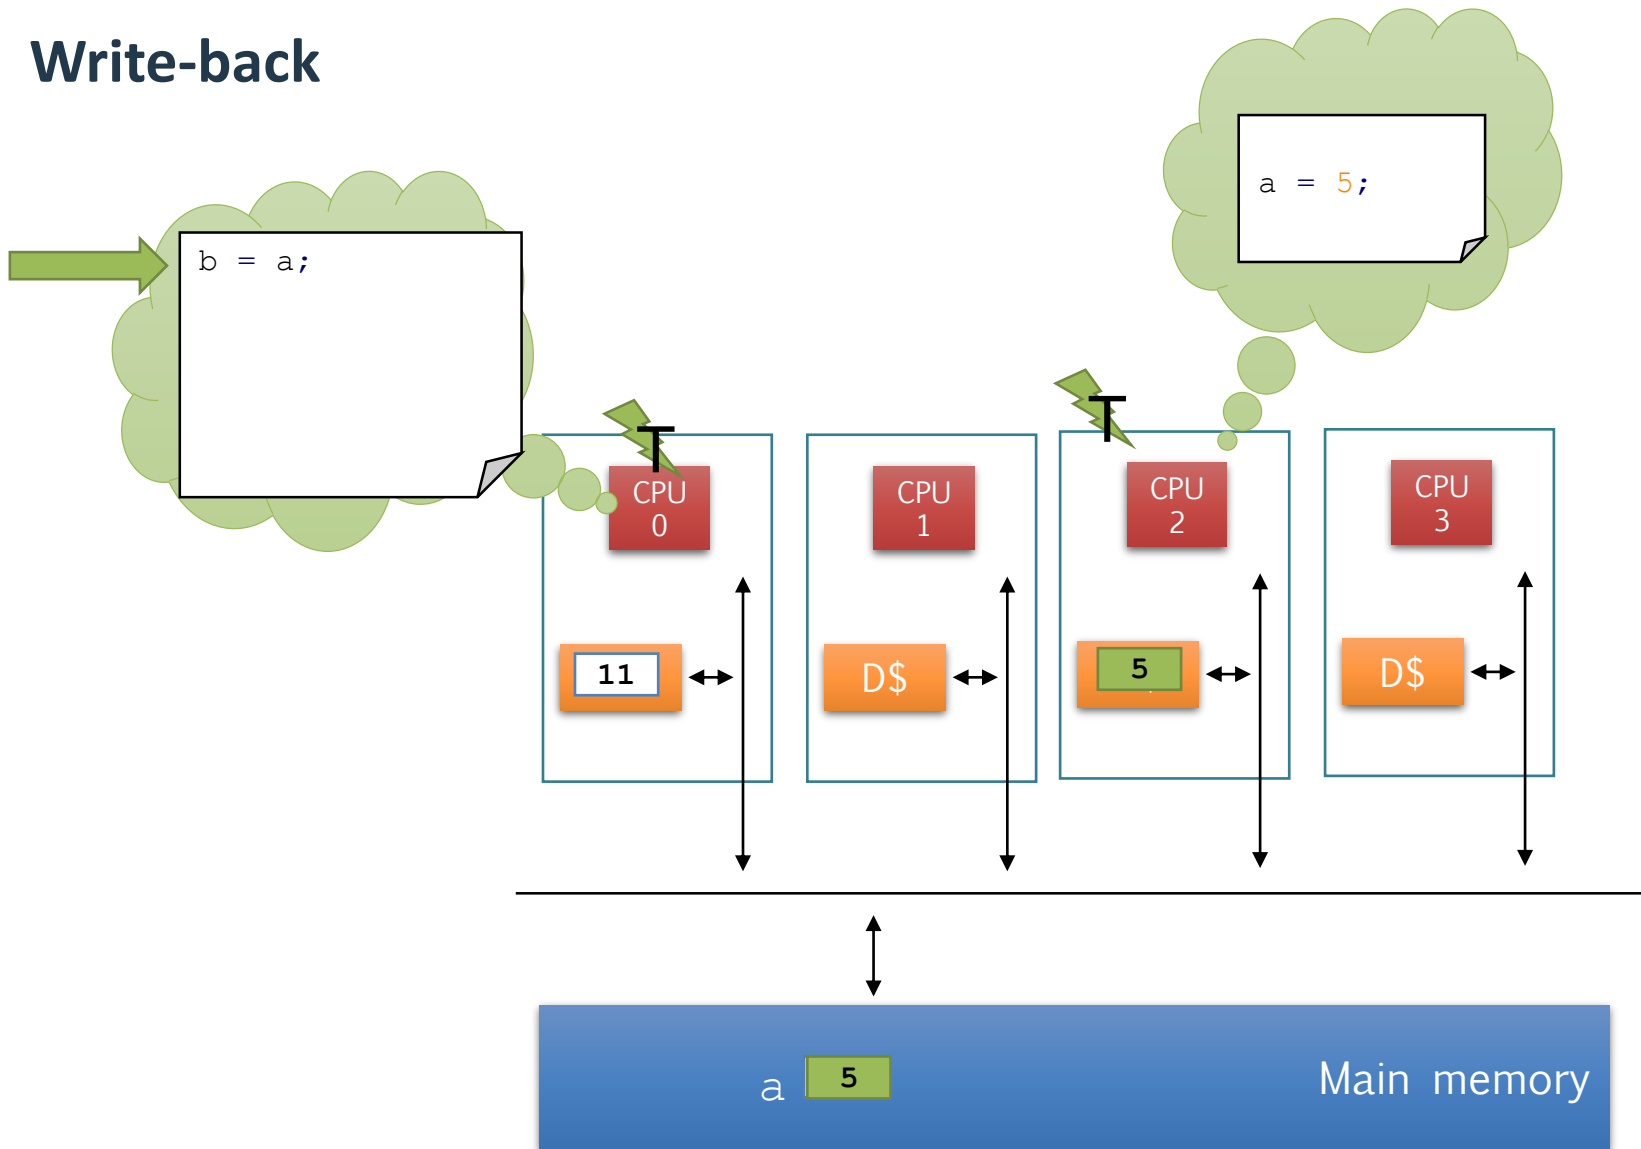 Write-back
a = 5;
b = a;
T
T
CPU
0
CPU
1
CPU
2
CPU
3
11
D$
5
D$
a
5
Main memory